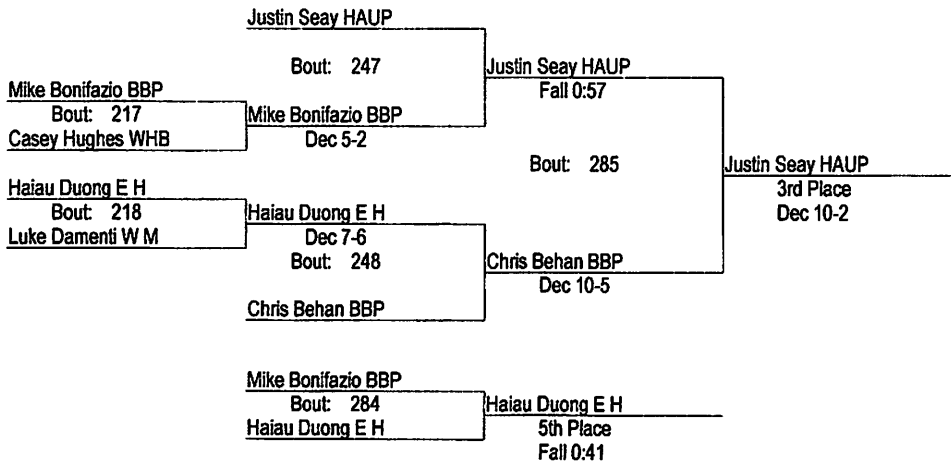 Justin Seay HAUP
Bout: 247
Justin Seay HAUP
Fall 0:57
Mike Bonifazio BBP
Bout: 217
Mike Bonifazio BBP
Casey Hughes WHB
Dec 5-2
Bout: 285
Justin Seay HAUP
3rd Place
Dec 10-2
Haiau Duong E H
Bout: 218
Haiau Duong E H
Luke Damenti W M
Dec 7-6
Bout: 248
Chris Behan BBP
Dec 10-5
Chris Behan BBP
Mike Bonifazio BBP
Bout: 284
Haiau Duong E H
Haiau Duong E H
5th Place
Fall 0:41